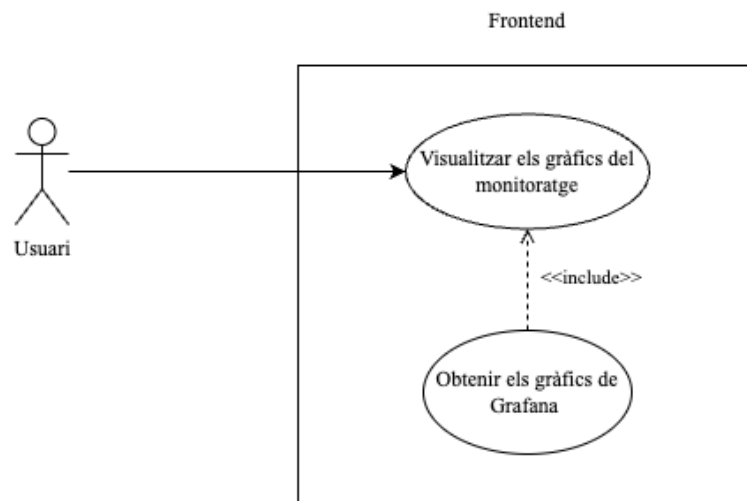 Frontend
Visualitzar els gràfics del
monitoratge
Usuari
<<include>>
Obtenir els gràfics de
Grafana